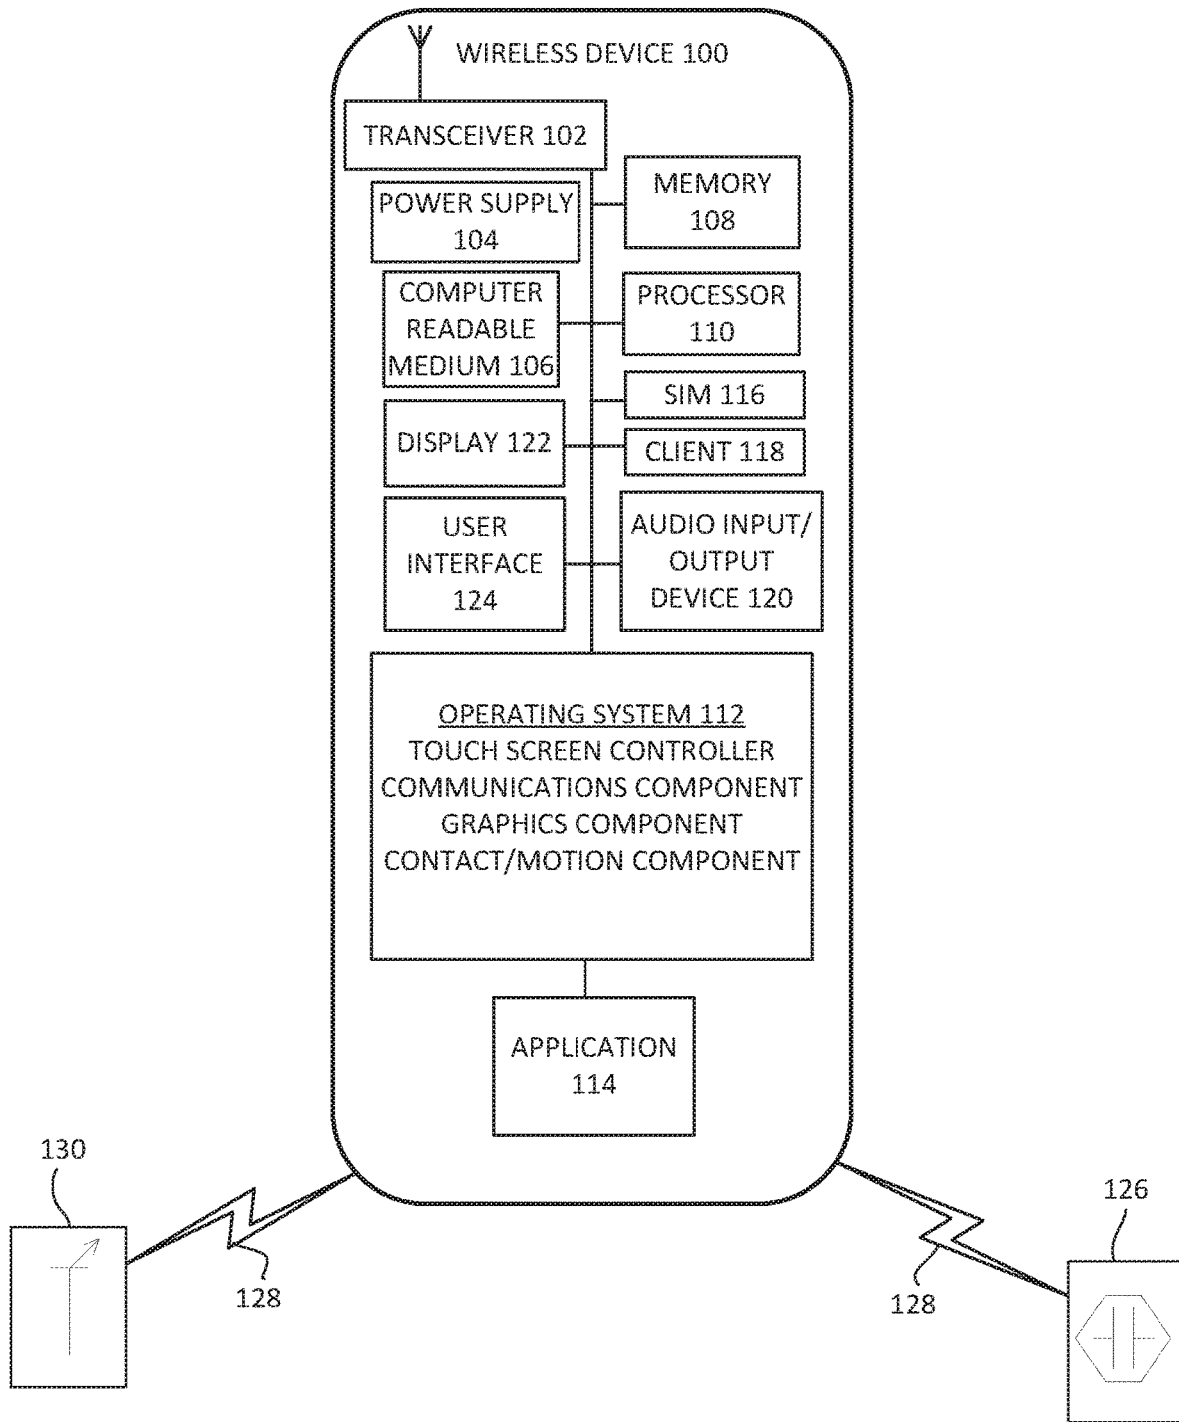 WIRELESS DEVICE 100
TRANSCEIVER 102
POWER SUPPLY
104
MEMORY
108
COMPUTER
READABLE
MEDIUM 106
PROCESSOR
110
SIM 116
DISPLAY 122
CLIENT 118
USER
INTERFACE
124
AUDIO INPUT/
OUTPUT
DEVICE 120
OPERATING SYSTEM 112
TOUCH SCREEN CONTROLLER
COMMUNICATIONS COMPONENT
GRAPHICS COMPONENT
CONTACT/MOTION COMPONENT
APPLICATION
114
130
128
126
128